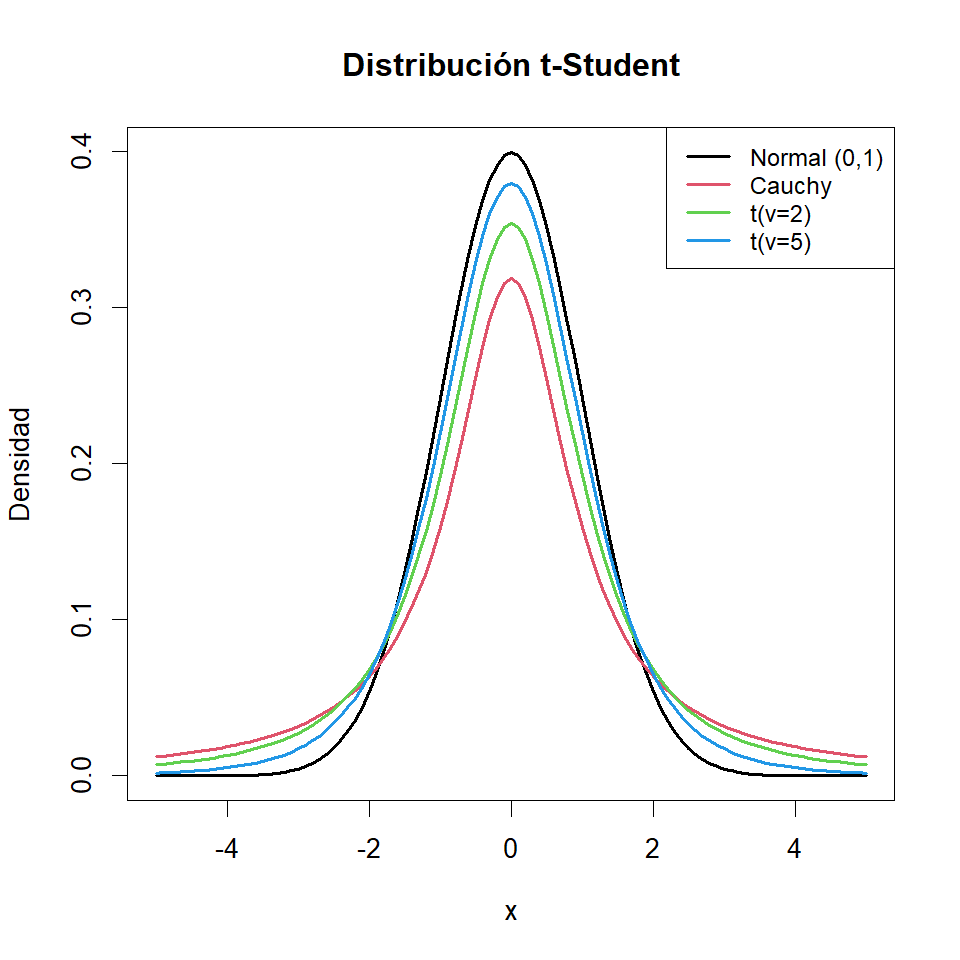 Distribución t-Student
Normal (0,1)
Cauchy
t(v=2)
t(v=5)
Densidad
0.4
0.3
0.2
0.1
0.0
-4
-2
0
2
4
x